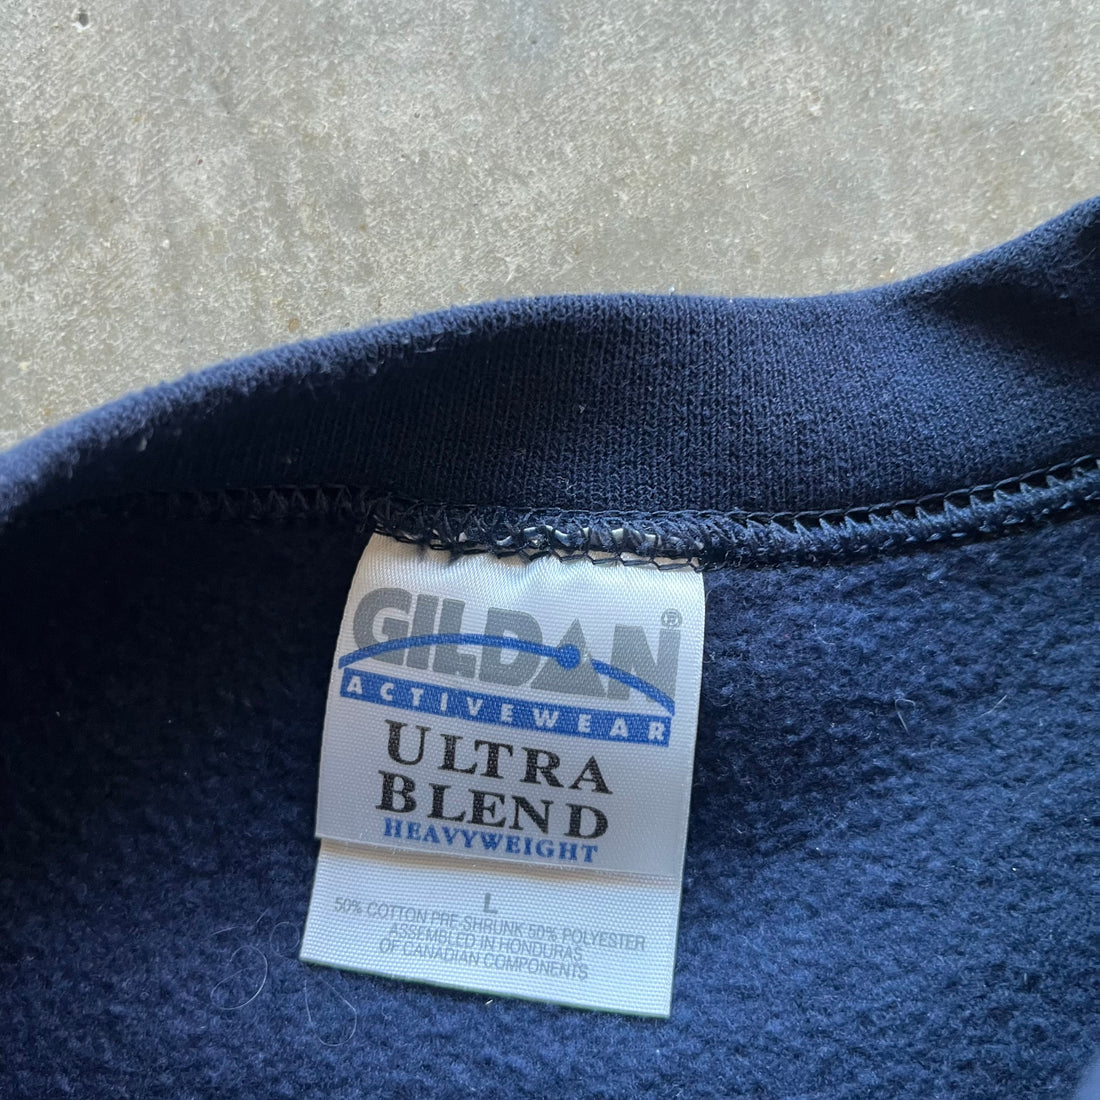 GILDAN®
ACTIVEWEAR
ULTRA
BLEND
HEAVYWEIGHT
L
50% COTTON PRE-SHRUNK 50% POLYESTER
ASSEMBLED IN HONDURAS
OF CANADIAN COMPONENTS